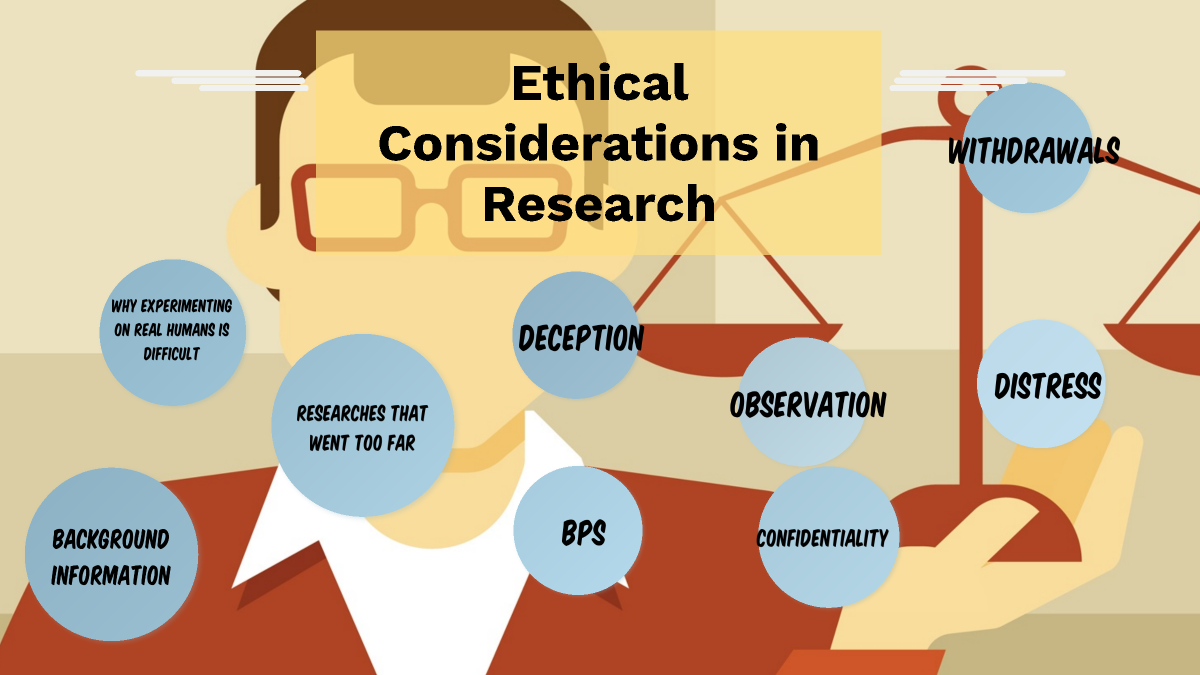 Ethical
Considerations in
Research
WITHDRAWALS
WHY EXPERIMENTING
ON REAL HUMANS IS
DIFFICULT
DECEPTION
OBSERVATION
DISTRESS
RESEARCHES THAT
WENT TOO FAR
BACKGROUND
INFORMATION
BPS
CONFIDENTIALITY